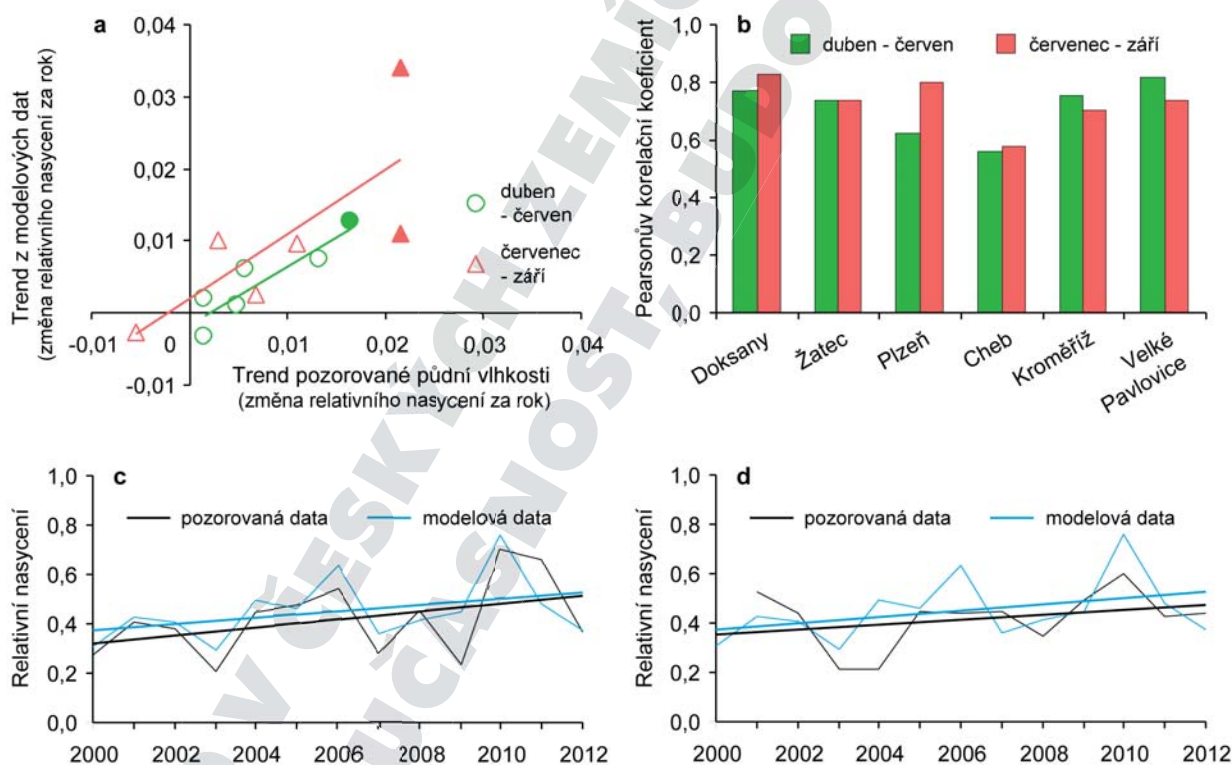 a
0,04
0,03
0,02
0,01
-0,01
0
0,01
0,02
0,03
0,04
-0,01
Trend z modelových dat
(změna relativního nasycení za rok)
duben
- červen
červenec
- září
Trend pozorované půdní vlhkosti
(změna relativního nasycení za rok)
b
1,0
0,8
0,6
0,4
0,2
0,0
Pearsonův korelační koeficient
duben - červen
červenec - září
Doksany
Žatec
Plzeň
Cheb
Kroměříž
Velké
Pavlovice
c
1,0
0,8
0,6
0,4
0,2
0,0
Relativní nasycení
pozorovaná data
modelová data
2000
2002
2004
2006
2008
2010
2012
d
1,0
0,8
0,6
0,4
0,2
0,0
Relativní nasycení
pozorovaná data
modelová data
2000
2002
2004
2006
2008
2010
2012
V ČESKÝCH ZEMÍC
UČASNOST, BUDO